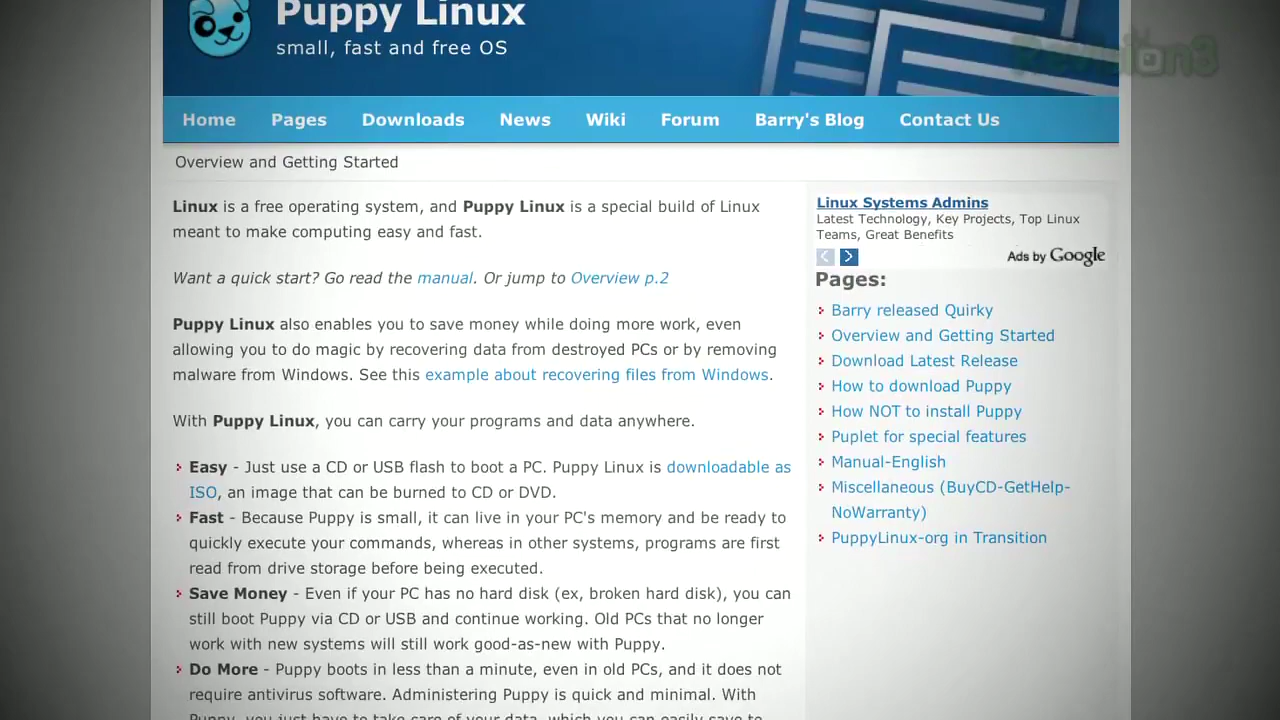 Puppy Linux
small, fast and free OS
Revision3
Home Pages Downloads News Wiki Forum Barry's Blog Contact Us
Overview and Getting Started
Linux is a free operating system, and Puppy Linux is a special build of Linux
meant to make computing easy and fast.
Want a quick start? Go read the manual. Or jump to Overview p.2
Puppy Linux also enables you to save money while doing more work, even
allowing you to do magic by recovering data from destroyed PCs or by removing
malware from Windows. See this example about recovering files from Windows.
With Puppy Linux, you can carry your programs and data anywhere.
Easy - Just use a CD or USB flash to boot a PC. Puppy Linux is downloadable as
ISO, an image that can be burned to CD or DVD.
Fast - Because Puppy is small, it can live in your PC's memory and be ready to
quickly execute your commands, whereas in other systems, programs are first
read from drive storage before being executed.
Save Money - Even if your PC has no hard disk (ex, broken hard disk), you can
still boot Puppy via CD or USB and continue working. Old PCs that no longer
work with new systems will still work good-as-new with Puppy.
Do More - Puppy boots in less than a minute, even in old PCs, and it does not
require antivirus software. Administering Puppy is quick and minimal. With
Puppy, you just have to take care of your data, which you can easily save to
Linux Systems Admins
Latest Technology, Key Projects, Top Linux
Teams, Great Benefits
Ads by Google
Pages:
Barry released Quirky
Overview and Getting Started
Download Latest Release
How to download Puppy
How NOT to install Puppy
Puplet for special features
Manual-English
Miscellaneous (BuyCD-GetHelp-
NoWarranty)
PuppyLinux-org in Transition